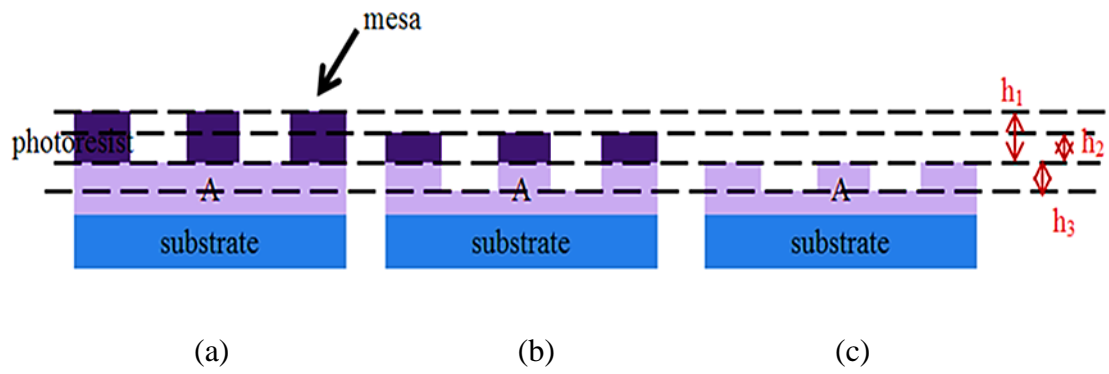 mesa
h1
photoresist
h2
A
A
A
h3
substrate
substrate
substrate
(a)
(b)
(c)